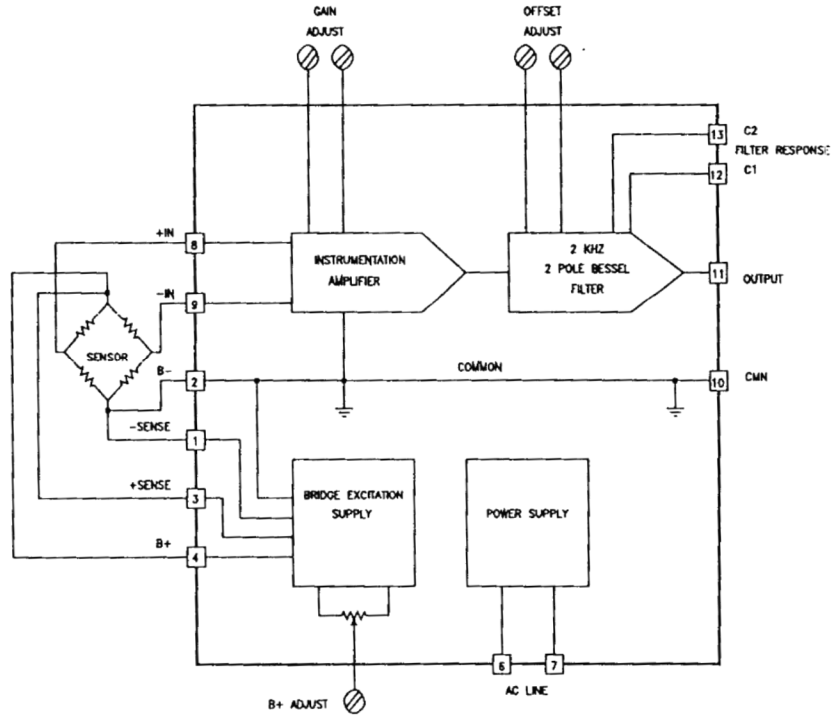 GAIN
ADJUST
OFFSET
ADJUST
13
C2
FILTER RESPONSE
12
C1
+IN
8
INSTRUMENTATION
AMPLIFIER
2 KHZ
2 POLE BESSEL
FILTER
11
OUTPUT
-IN
9
SENSOR
B-
2
COMMON
10
CMN
-SENSE
1
+SENSE
3
BRIDGE EXCITATION
SUPPLY
POWER SUPPLY
B+
4
6
7
AC LINE
B+ ADJUST